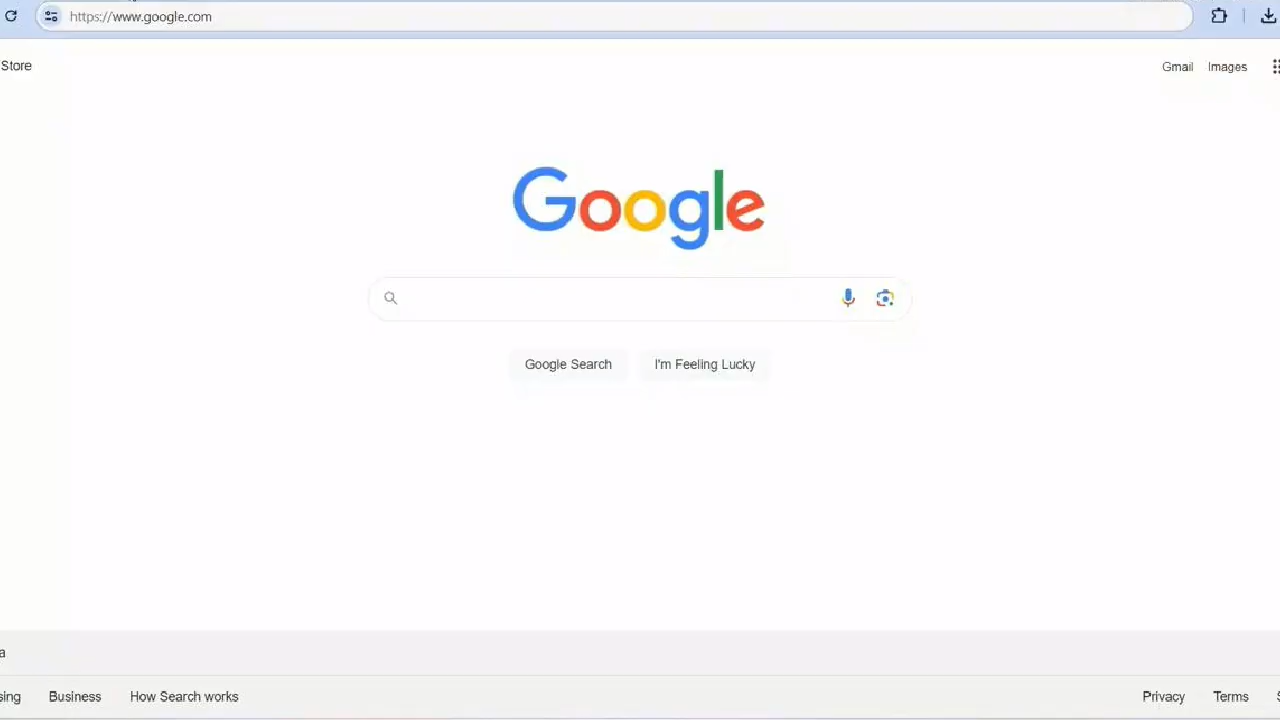 https://www.google.com
Store
Gmail Images
Google
Google Search I'm Feeling Lucky
a
sing Business How Search works Privacy Terms S